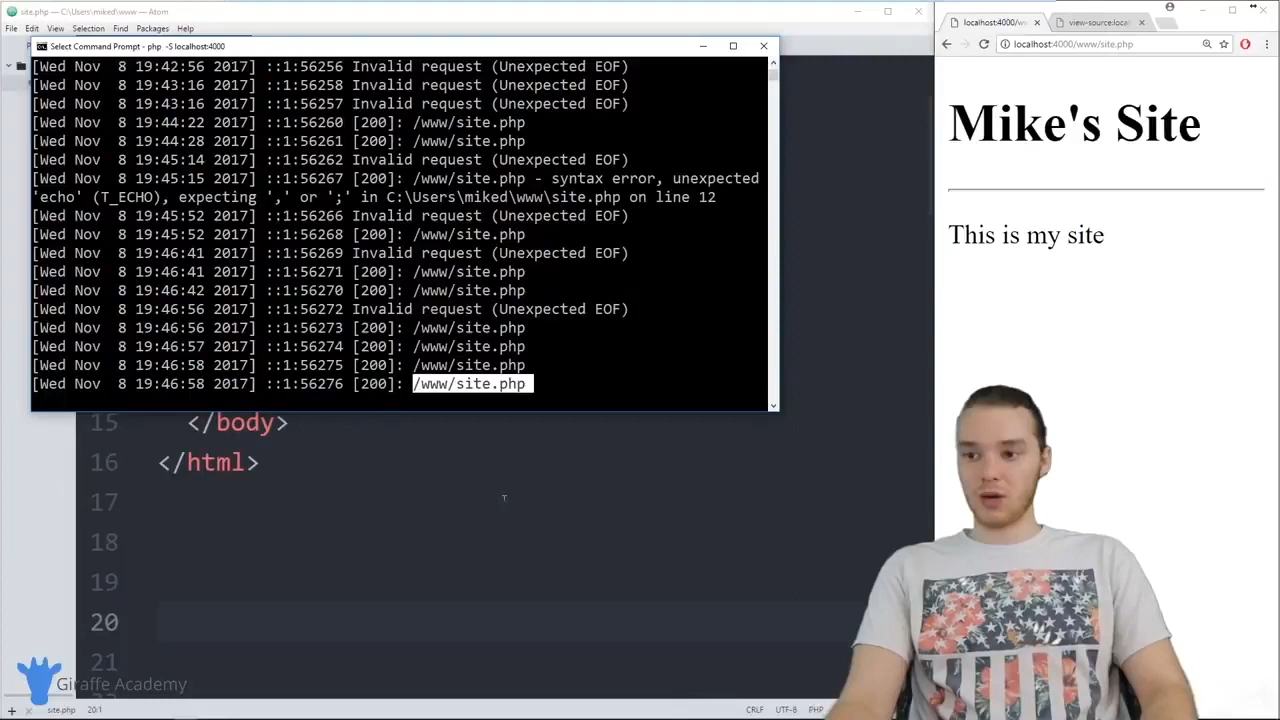 site.php — C:\Users\miked\www — Atom
File Edit View Selection Find Packages
Select Command Prompt - php -S localhost:4000
[Wed Nov 8 19:42:56 2017] ::1:56256 Invalid request (Unexpected EOF)
[Wed Nov 8 19:43:16 2017] ::1:56258 Invalid request (Unexpected EOF)
[Wed Nov 8 19:43:16 2017] ::1:56257 Invalid request (Unexpected EOF)
[Wed Nov 8 19:44:22 2017] ::1:56260 [200]: /www/site.php
[Wed Nov 8 19:44:28 2017] ::1:56261 [200]: /www/site.php
[Wed Nov 8 19:45:14 2017] ::1:56262 Invalid request (Unexpected EOF)
[Wed Nov 8 19:45:15 2017] ::1:56267 [200]: /www/site.php - syntax error, unexpected
'echo' (T_ECHO), expecting ',' or ';' in C:\Users\miked\www\site.php on line 12
[Wed Nov 8 19:45:52 2017] ::1:56266 Invalid request (Unexpected EOF)
[Wed Nov 8 19:45:52 2017] ::1:56268 [200]: /www/site.php
[Wed Nov 8 19:46:41 2017] ::1:56269 Invalid request (Unexpected EOF)
[Wed Nov 8 19:46:41 2017] ::1:56271 [200]: /www/site.php
[Wed Nov 8 19:46:42 2017] ::1:56270 [200]: /www/site.php
[Wed Nov 8 19:46:56 2017] ::1:56272 Invalid request (Unexpected EOF)
[Wed Nov 8 19:46:56 2017] ::1:56273 [200]: /www/site.php
[Wed Nov 8 19:46:57 2017] ::1:56274 [200]: /www/site.php
[Wed Nov 8 19:46:58 2017] ::1:56275 [200]: /www/site.php
[Wed Nov 8 19:46:58 2017] ::1:56276 [200]: /www/site.php
15 </body>
16 </html>
17
18
19
20
21
Giraffe Academy
site.php 20:1 CRLF UTF-8 PHP
localhost:4000/ww
view-source:local
localhost:4000/www/site.php
Mike's Site
This is my site